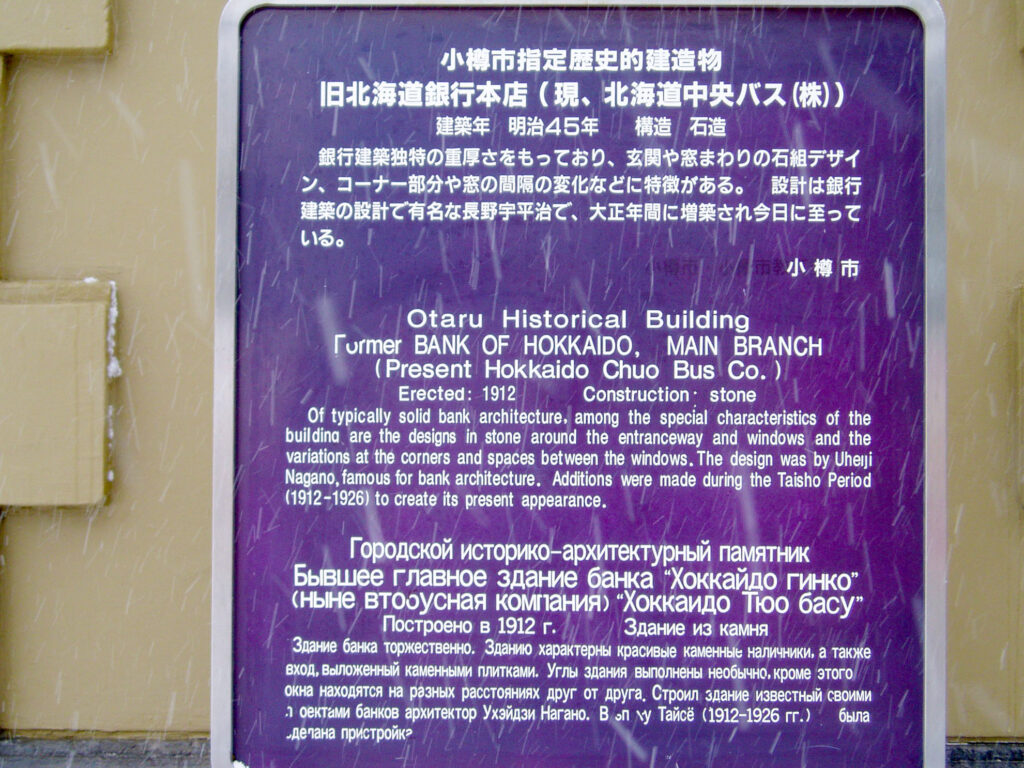 小樽市指定歴史的建造物
旧北海道銀行本店（現、北海道中央バス(株)）
建築年　明治45年　　構造　石造
銀行建築独特の重厚さをもっており、玄関や窓まわりの石組デザイ
ン、コーナー部分や窓の間隔の変化などに特徴がある。　設計は銀行
建築の設計で有名な長野宇平治で、大正年間に増築され今日に至って
いる。
小樽市
Otaru Historical Building
Former BANK OF HOKKAIDO, MAIN BRANCH
(Present Hokkaido Chuo Bus Co.)
Erected: 1912 Construction: stone
Of typically solid bank architecture, among the special characteristics of the
building are the designs in stone around the entranceway and windows and the
variations at the corners and spaces between the windows. The design was by Uheiji
Nagano, famous for bank architecture. Additions were made during the Taisho Period
(1912-1926) to create its present appearance.
Городской историко-архитектурный памятник
Бывшее главное здание банка "Хоккайдо гинко"
(ныне втобусная компания) "Хоккаидо Тюо басу"
Построено в 1912 г. Здание из камня
Здание банка торжественно. Зданию характерны красивые каменные наличники, а также
вход, выложенный каменными плитками. Углы здания выполнены необычно, кроме этого
окна находятся на разных расстояниях друг от друга. Строил здание известный своими
архитектор Ухэйдзи Нагано. В Тайсё (1912-1926 гг.) была